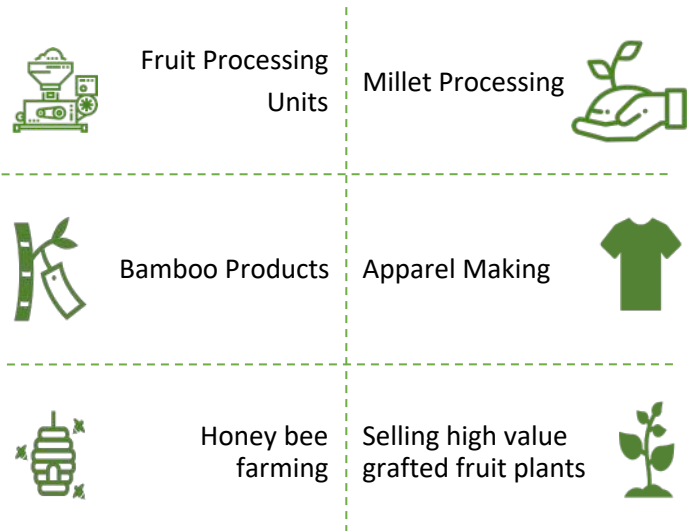 Fruit Processing
Units
Millet Processing
Bamboo Products
Apparel Making
Honey bee
farming
Selling high value
grafted fruit plants